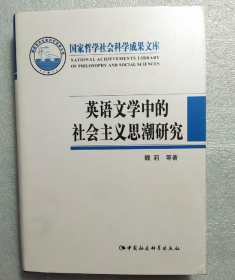 国家哲学社会科学成果文库
NATIONAL ACHIEVEMENTS LIBRARY
OF PHILOSOPHY AND SOCIAL SCIENCES
英语文学中的
社会主义思潮研究
魏莉 等著
中国社会科学出版社